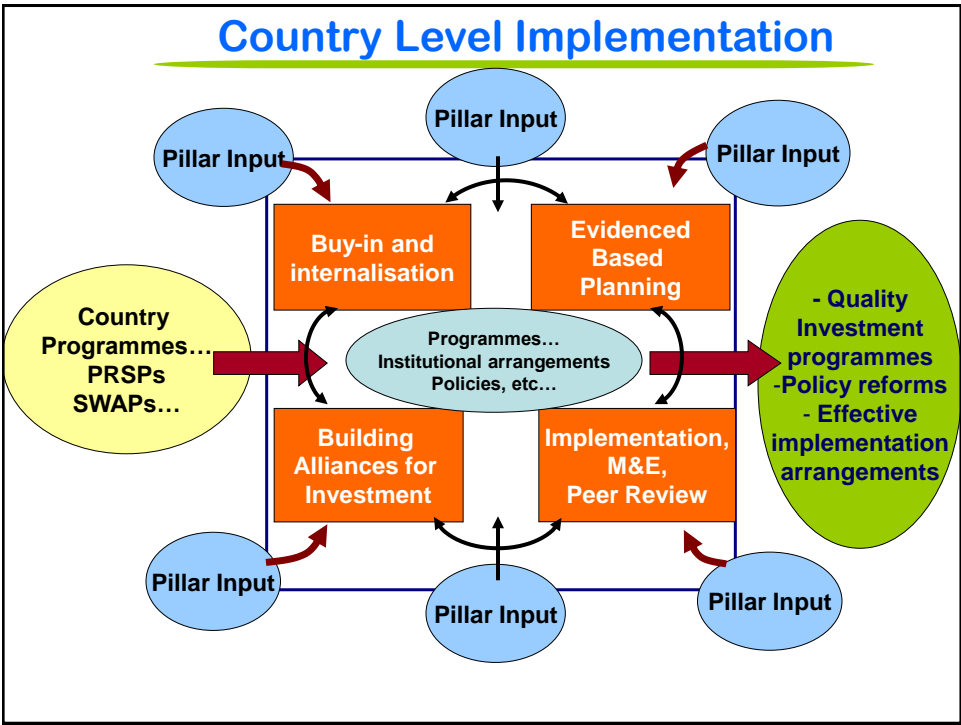 Country Level Implementation
Pillar Input
Pillar Input
Pillar Input
Buy-in and
internalisation
Evidenced
Based
Planning
Country
Programmes…
PRSPs
SWAPs…
Programmes…
Institutional arrangements
Policies, etc…
- Quality
Investment
programmes
-Policy reforms
- Effective
implementation
arrangements
Building
Alliances for
Investment
Implementation,
M&E,
Peer Review
Pillar Input
Pillar Input
Pillar Input